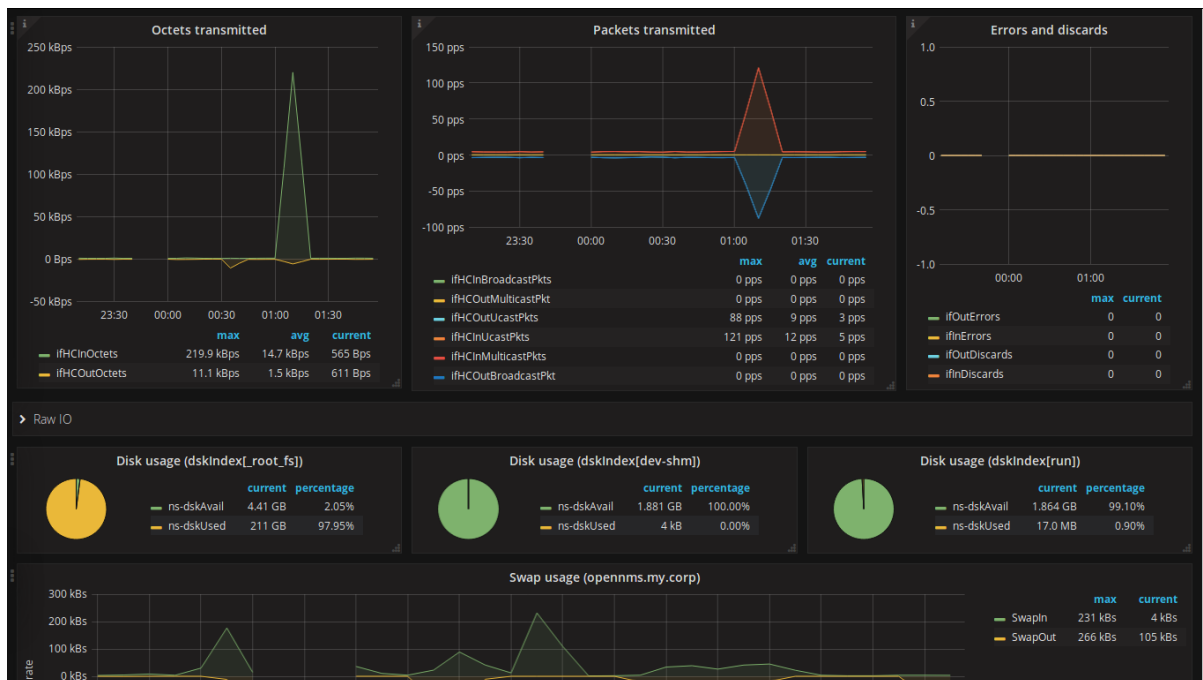 Octets transmitted
250 kBps
200 kBps
150 kBps
100 kBps
50 kBps
0 Bps
-50 kBps
23:30 00:00 00:30 01:00 01:30
max avg current
ifHCInOctets 219.9 kBps 14.7 kBps 565 Bps
ifHCOutOctets 11.1 kBps 1.5 kBps 611 Bps
Packets transmitted
150 pps
100 pps
50 pps
0 pps
-50 pps
-100 pps
23:30 00:00 00:30 01:00 01:30
max avg current
ifHCInBroadcastPkts 0 pps 0 pps 0 pps
ifHCOutMulticastPkt 0 pps 0 pps 0 pps
ifHCOutUcastPkts 88 pps 9 pps 3 pps
ifHCInUcastPkts 121 pps 12 pps 5 pps
ifHCInMulticastPkts 0 pps 0 pps 0 pps
ifHCOutBroadcastPkt 0 pps 0 pps 0 pps
Errors and discards
1.0
0.5
0
-0.5
-1.0
00:00 01:00
max current
ifOutErrors 0 0
ifInErrors 0 0
ifOutDiscards 0 0
ifInDiscards 0 0
Raw IO
Disk usage (dskIndex[_root_fs])
current percentage
ns-dskAvail 4.41 GB 2.05%
ns-dskUsed 211 GB 97.95%
Disk usage (dskIndex[dev-shm])
current percentage
ns-dskAvail 1.881 GB 100.00%
ns-dskUsed 4 kB 0.00%
Disk usage (dskIndex[run])
current percentage
ns-dskAvail 1.864 GB 99.10%
ns-dskUsed 17.0 MB 0.90%
Swap usage (opennms.my.corp)
300 kBs
200 kBs
100 kBs
0 kBs
rate
max current
SwapIn 231 kBs 4 kBs
SwapOut 266 kBs 105 kBs